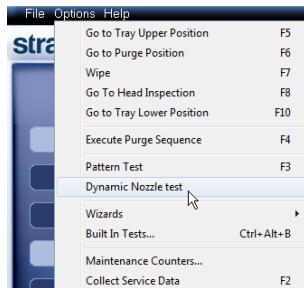 File Options Help
stra
Go to Tray Upper Position F5
Go to Purge Position F6
Wipe F7
Go To Head Inspection F8
Go to Tray Lower Position F10
Execute Purge Sequence F4
Pattern Test F3
Dynamic Nozzle test
Wizards
Built In Tests... Ctrl+Alt+B
Maintenance Counters...
Collect Service Data F2